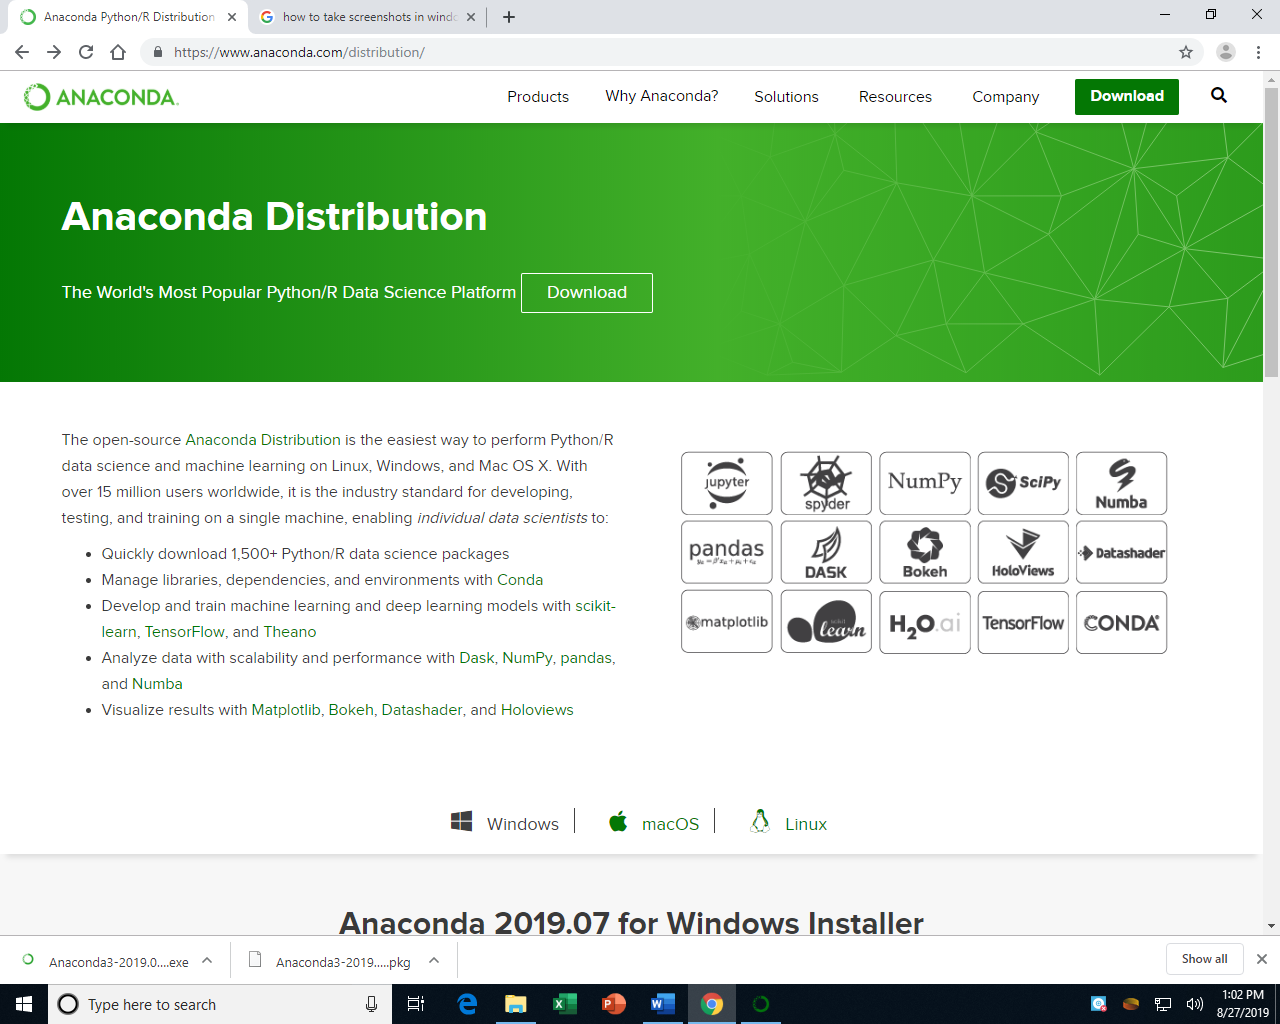 Anaconda Python/R Distribution
how to take screenshots in windo
https://www.anaconda.com/distribution/
ANACONDA.
Products
Why Anaconda?
Solutions
Resources
Company
Download
Anaconda Distribution
The World's Most Popular Python/R Data Science Platform
Download
The open-source Anaconda Distribution is the easiest way to perform Python/R
data science and machine learning on Linux, Windows, and Mac OS X. With
over 15 million users worldwide, it is the industry standard for developing,
testing, and training on a single machine, enabling individual data scientists to:
• Quickly download 1,500+ Python/R data science packages
• Manage libraries, dependencies, and environments with Conda
• Develop and train machine learning and deep learning models with scikit-
learn, TensorFlow, and Theano
• Analyze data with scalability and performance with Dask, NumPy, pandas,
and Numba
• Visualize results with Matplotlib, Bokeh, Datashader, and Holoviews
jupyter
spyder
NumPy
SciPy
Numba
pandas
DASK
Bokeh
HoloViews
Datashader
matplotlib
scikit
learn
H2O.ai
TensorFlow
CONDA
Windows
macOS
Linux
Anaconda 2019.07 for Windows Installer
Anaconda3-2019.0....exe
Anaconda3-2019.....pkg
Show all
Type here to search
1:02 PM
8/27/2019